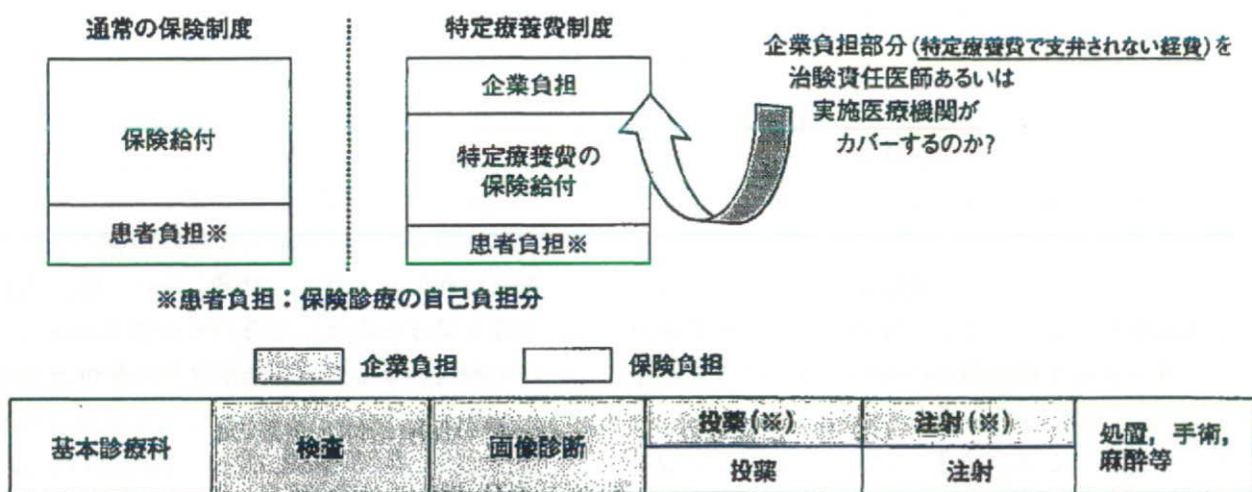 通常の保険制度
特定療養費制度
保険給付
患者負担※
企業負担
特定療養費の
保険給付
患者負担※
企業負担部分(特定療養費で支弁されない経費)を
治験責任医師あるいは
実施医療機関が
カバーするのか?
※患者負担:保険診療の自己負担分
企業負担 保険負担
基本診療科
検査
画像診断
投薬(※)
投薬
注射(※)
注射
処置,手術,
麻酔等